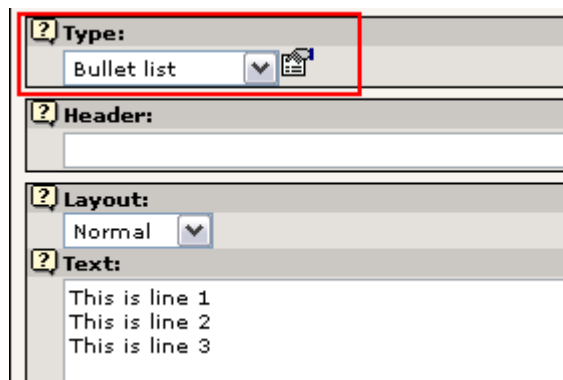 ? Type:
Bullet list
? Header:
? Layout:
Normal
? Text:
This is line 1
This is line 2
This is line 3